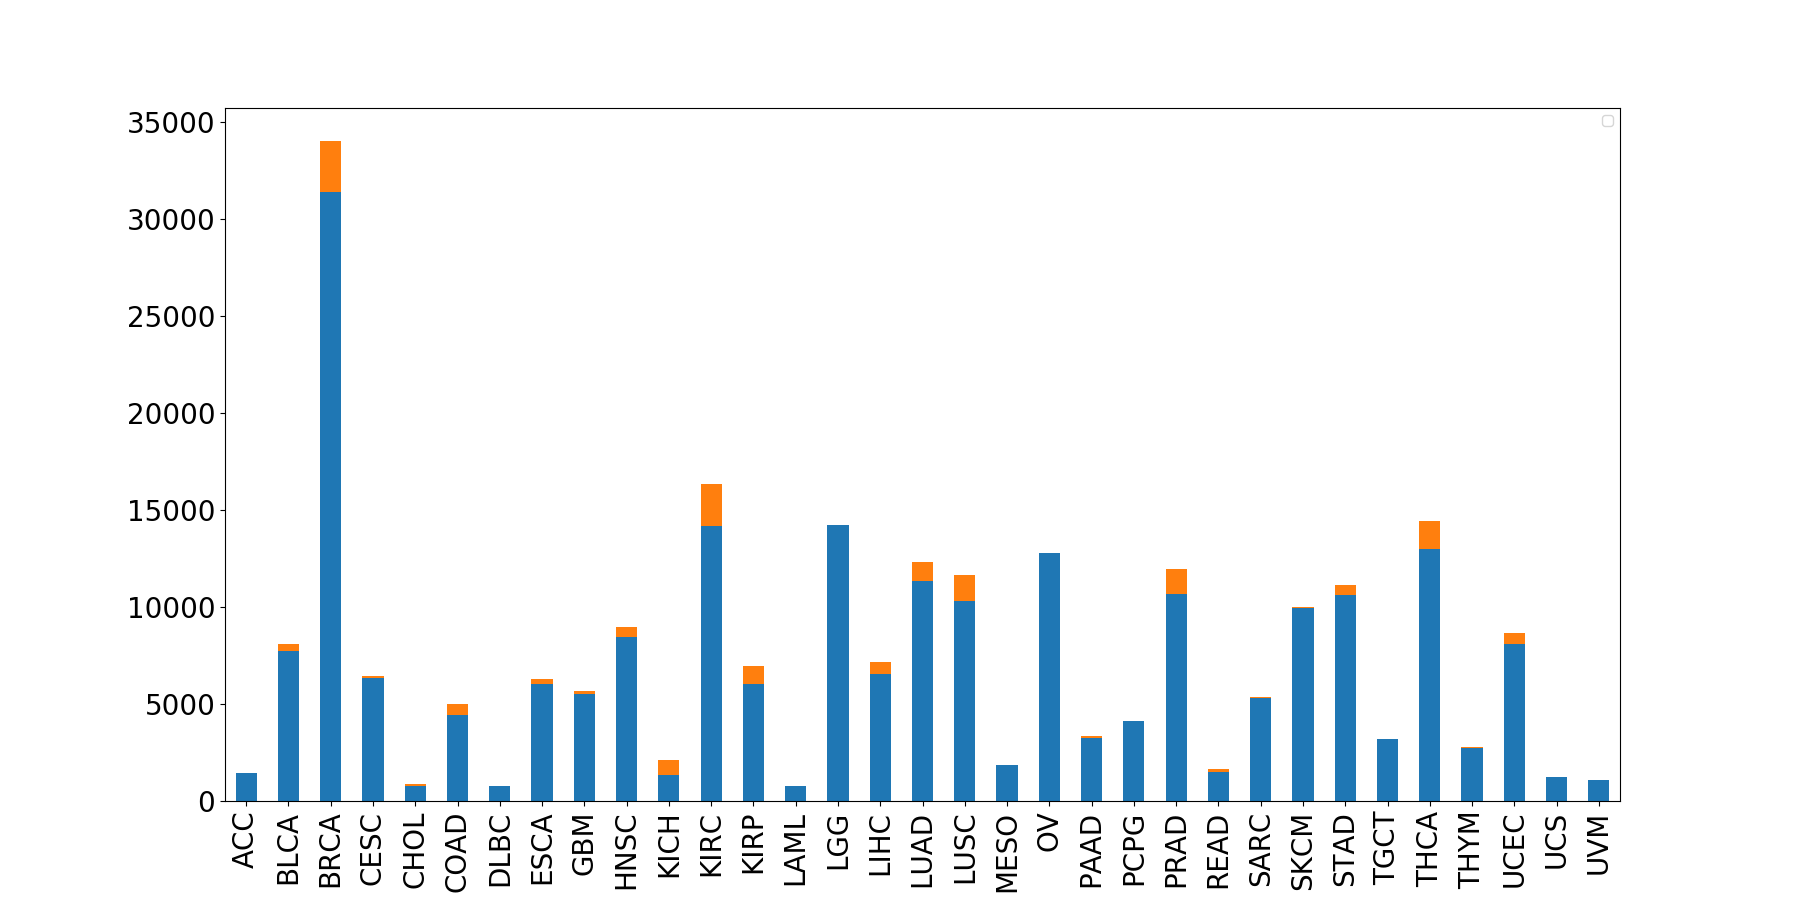 35000
30000
25000
20000
15000
10000
5000
0
ACC
BLCA
BRCA
CESC
CHOL
COAD
DLBC
ESCA
GBM
HNSC
KICH
KIRC
KIRP
LAML
LGG
LIHC
LUAD
LUSC
MESO
OV
PAAD
PCPG
PRAD
READ
SARC
SKCM
STAD
TGCT
THCA
THYM
UCEC
UCS
UVM